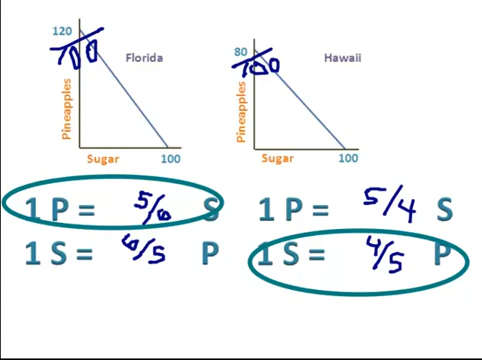 120
100
Florida
Pineapples
Sugar
100
80
100
Hawaii
Pineapples
Sugar
100
1 P = 5/6 S
1 S = 6/5 P
1 P = 5/4 S
1 S = 4/5 P